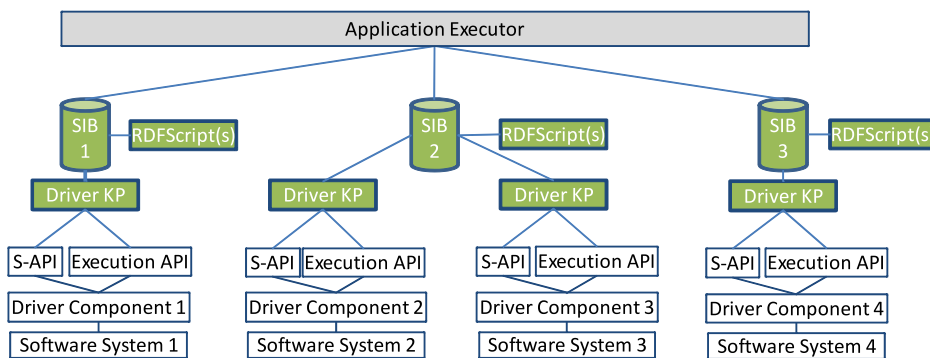 Application Executor
SIB
1
RDFScript(s)
SIB
2
RDFScript(s)
SIB
3
RDFScript(s)
Driver KP
Driver KP
Driver KP
Driver KP
S-API
Execution API
S-API
Execution API
S-API
Execution API
S-API
Execution API
Driver Component 1
Driver Component 2
Driver Component 3
Driver Component 4
Software System 1
Software System 2
Software System 3
Software System 4